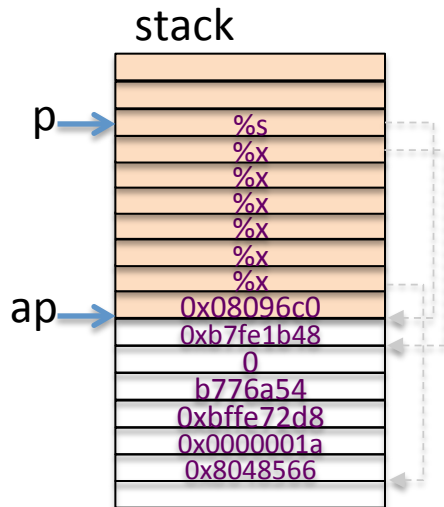 stack
p
%s
%x
%x
%x
%x
%x
%x
ap
0x08096c0
0xb7fe1b48
0
b776a54
0xbffe72d8
0x0000001a
0x8048566